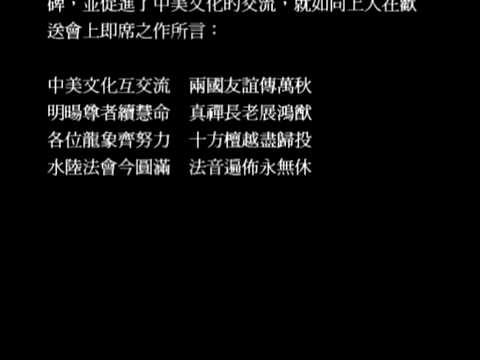 碑，並促進了中美文化的交流，就如同上人在歡
送會上即席之作所言：
中美文化互交流　兩國友誼傳萬秋
明暘尊者續慧命　真禪長老展鴻猷
各位龍象齊努力　十方檀越盡歸投
水陸法會今圓滿　法音遍佈永無休